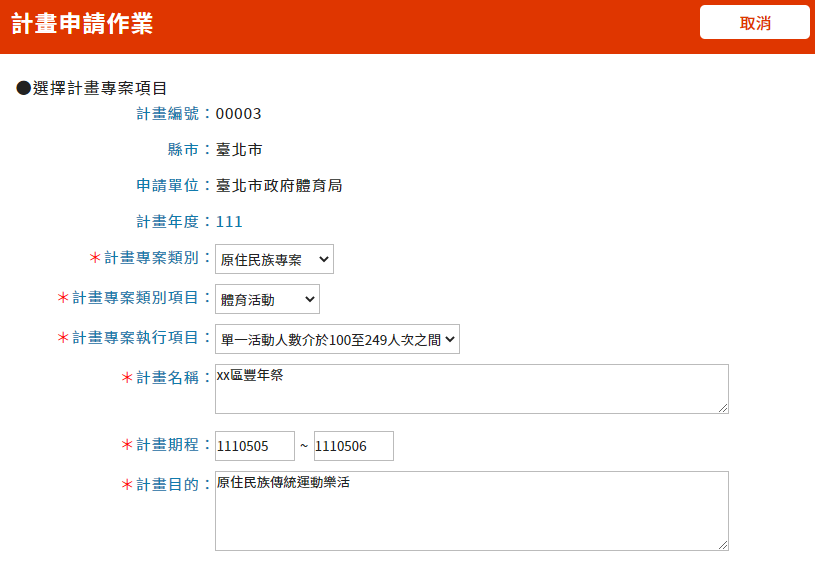 計畫申請作業
取消
●選擇計畫專案項目
計畫編號：00003
縣市：臺北市
申請單位：臺北市政府體育局
計畫年度：111
＊計畫專案類別：原住民族專案
＊計畫專案類別項目：體育活動
＊計畫專案執行項目：單一活動人數介於100至249人次之間
＊計畫名稱：xx區豐年祭
＊計畫期程：1110505 ~ 1110506
＊計畫目的：原住民族傳統運動樂活